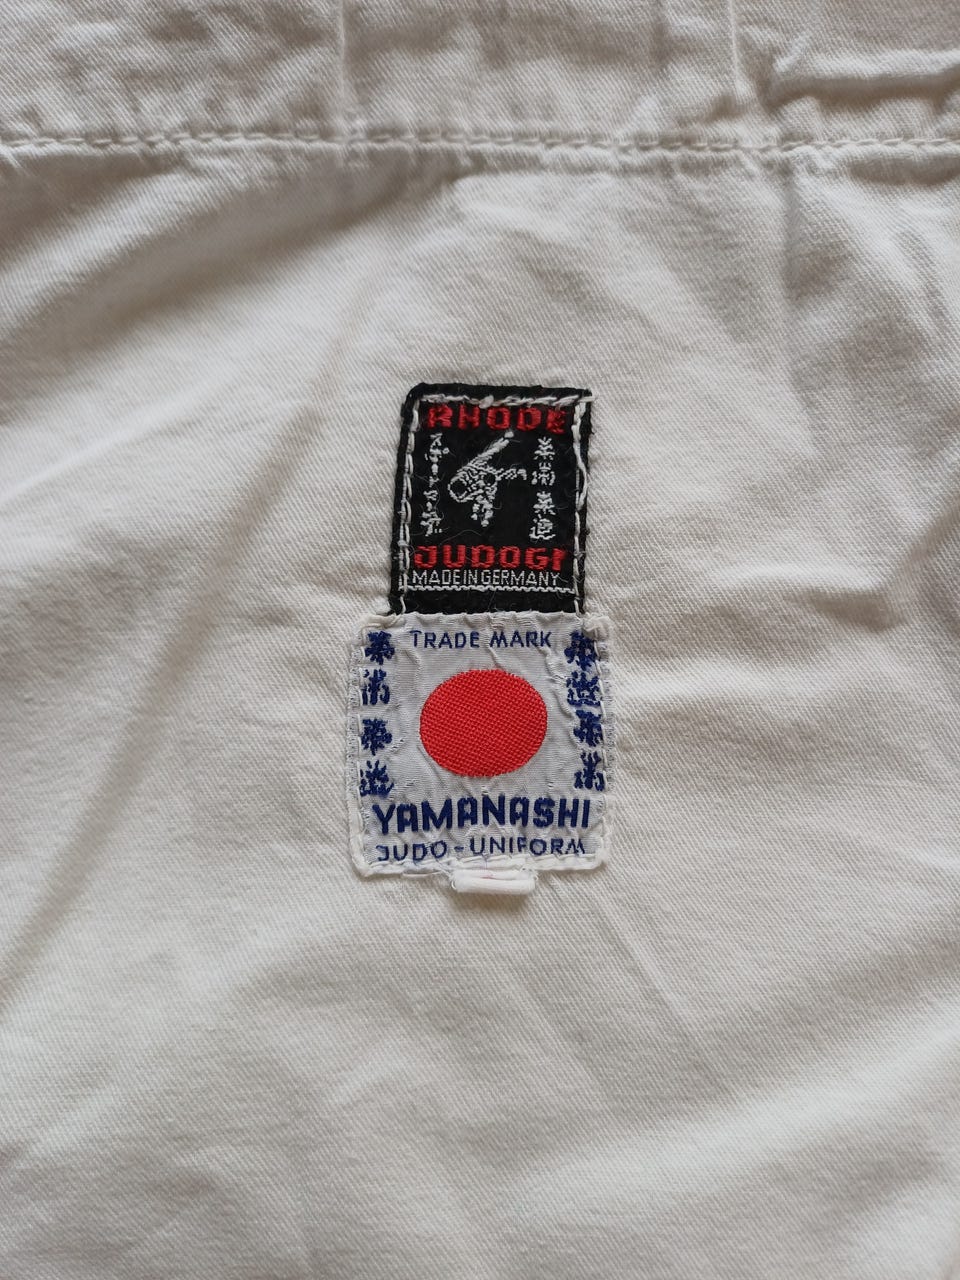 RHODE
柔術 柔道
JUDOGI
MADE IN GERMANY
TRADE MARK
柔術柔道
柔道柔術
YAMANASHI
JUDO-UNIFORM